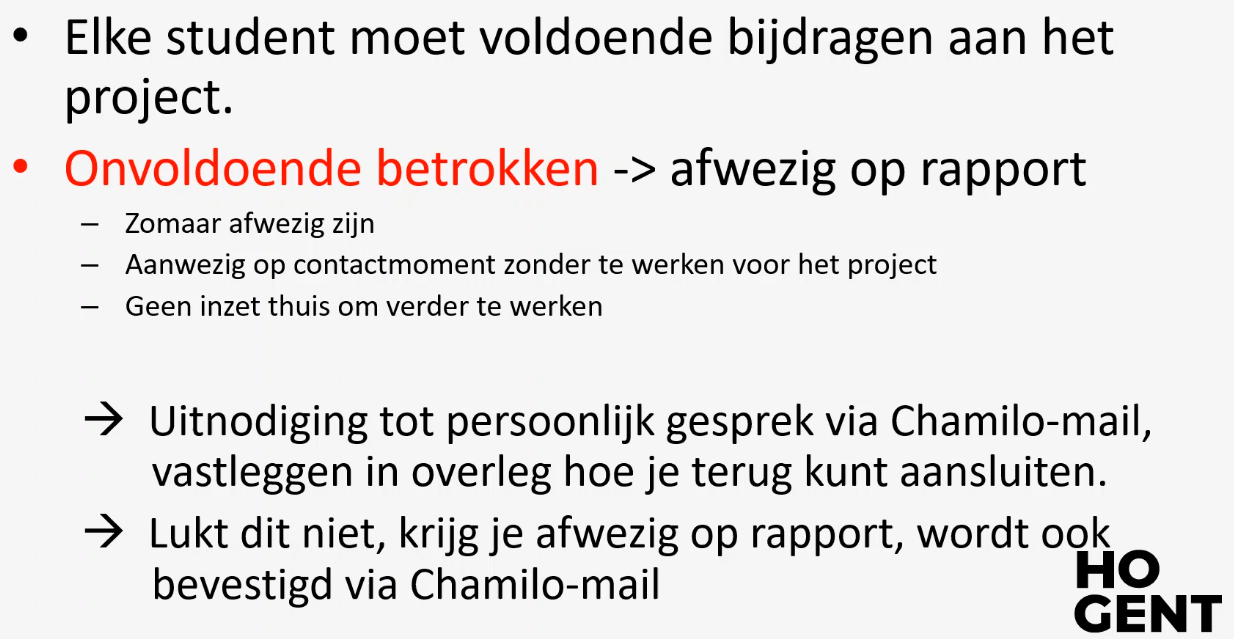 • Elke student moet voldoende bijdragen aan het
project.
• Onvoldoende betrokken -> afwezig op rapport
– Zomaar afwezig zijn
– Aanwezig op contactmoment zonder te werken voor het project
– Geen inzet thuis om verder te werken
→ Uitnodiging tot persoonlijk gesprek via Chamilo-mail,
vastleggen in overleg hoe je terug kunt aansluiten.
→ Lukt dit niet, krijg je afwezig op rapport, wordt ook
bevestigd via Chamilo-mail
HO
GENT